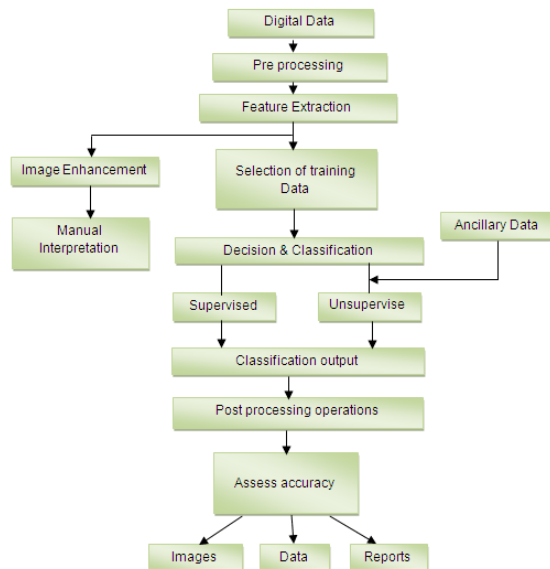 Digital Data
Pre processing
Feature Extraction
Image Enhancement
Selection of training
Data
Manual
Interpretation
Ancillary Data
Decision & Classification
Supervised
Unsupervise
Classification output
Post processing operations
Assess accuracy
Images
Data
Reports